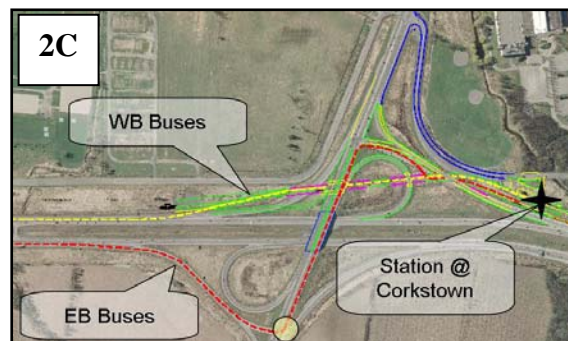 2C
WB Buses
Station @
Corkstown
EB Buses